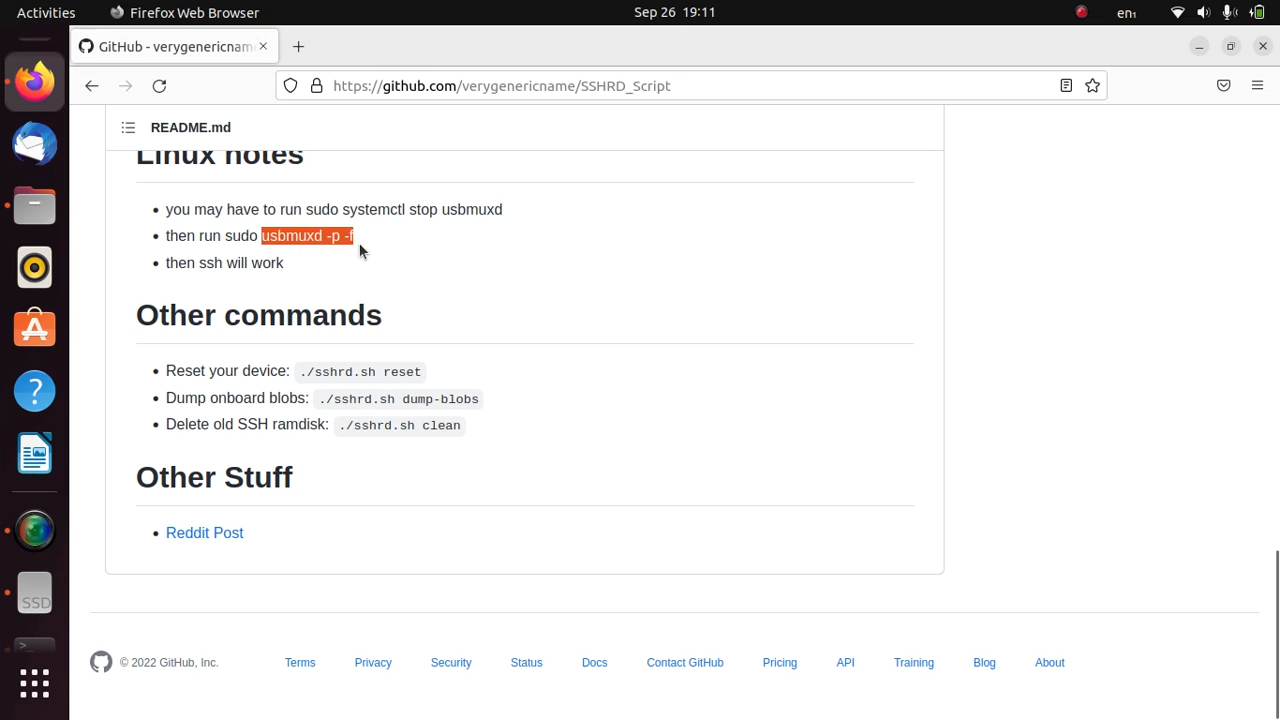 Activities
Firefox Web Browser
Sep 26 19:11
en₁
GitHub - verygenericnam
https://github.com/verygenericname/SSHRD_Script
README.md
Linux notes
you may have to run sudo systemctl stop usbmuxd
then run sudo usbmuxd -p -f
then ssh will work
Other commands
Reset your device: ./sshrd.sh reset
Dump onboard blobs: ./sshrd.sh dump-blobs
Delete old SSH ramdisk: ./sshrd.sh clean
Other Stuff
Reddit Post
SSD
© 2022 GitHub, Inc.
Terms
Privacy
Security
Status
Docs
Contact GitHub
Pricing
API
Training
Blog
About